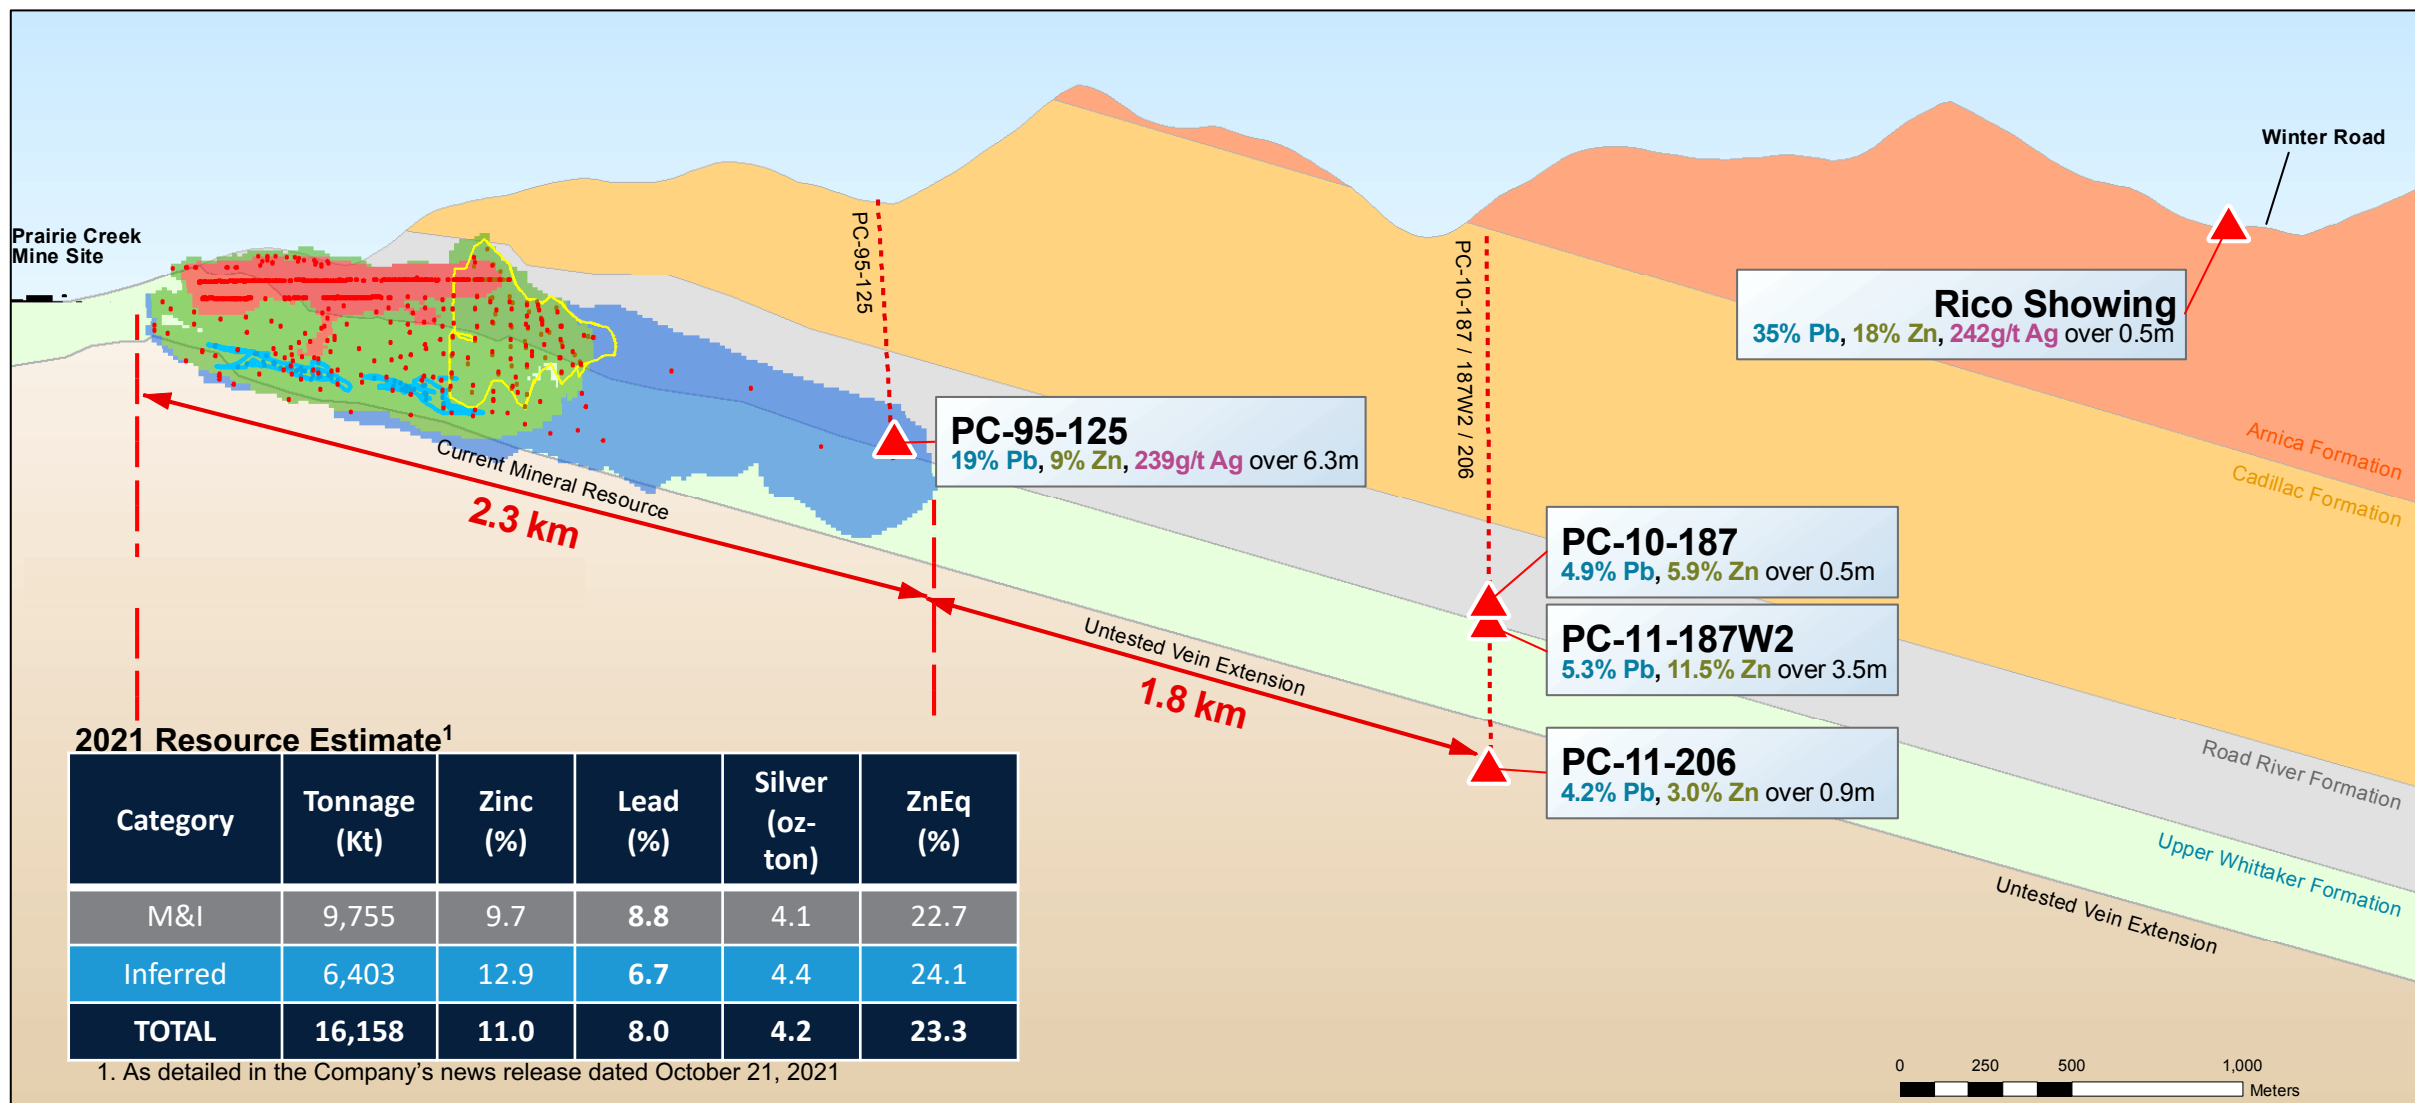 Winter Road
Prairie Creek
Mine Site
PC-95-125
PC-10-187 / 187W2 / 206
Rico Showing
35% Pb, 18% Zn, 242g/t Ag over 0.5m
PC-95-125
19% Pb, 9% Zn, 239g/t Ag over 6.3m
Arnica Formation
Cadillac Formation
Current Mineral Resource
2.3 km
PC-10-187
4.9% Pb, 5.9% Zn over 0.5m
PC-11-187W2
5.3% Pb, 11.5% Zn over 3.5m
Untested Vein Extension
1.8 km
PC-11-206
4.2% Pb, 3.0% Zn over 0.9m
Road River Formation
Upper Whittaker Formation
Untested Vein Extension
2021 Resource Estimate1
Category Tonnage (Kt) Zinc (%) Lead (%) Silver (oz-ton) ZnEq (%)
M&I 9,755 9.7 8.8 4.1 22.7
Inferred 6,403 12.9 6.7 4.4 24.1
TOTAL 16,158 11.0 8.0 4.2 23.3
1. As detailed in the Company's news release dated October 21, 2021
0 250 500 1,000
Meters